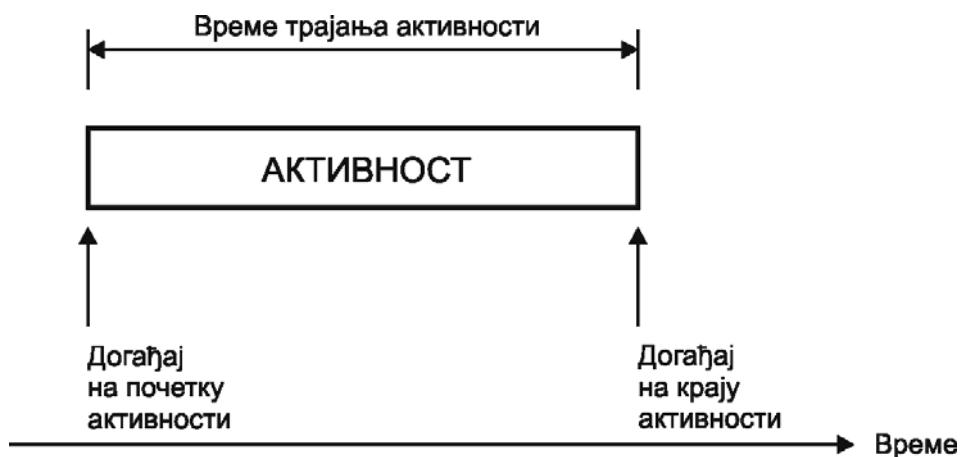 Време трајања активности
АКТИВНОСТ
Догађај
на почетку
активности
Догађај
на крају
активности
Време